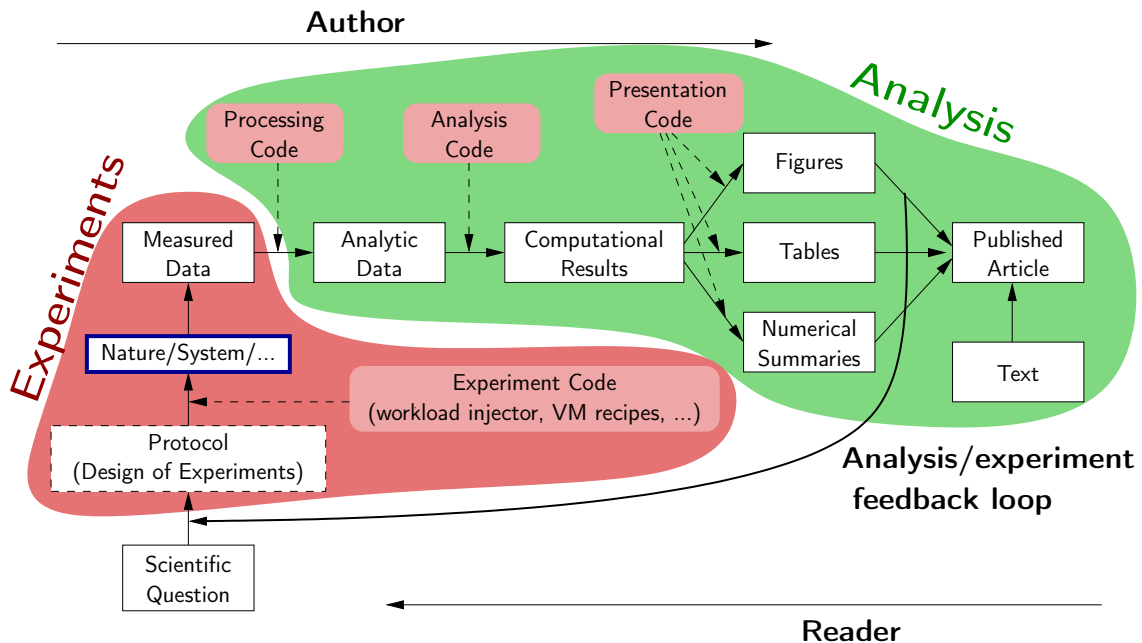 Author
Analysis
Presentation
Code
Processing
Code
Analysis
Code
Figures
Experiments
Measured
Data
Analytic
Data
Computational
Results
Tables
Published
Article
Nature/System/...
Numerical
Summaries
Text
Experiment Code
(workload injector, VM recipes, ...)
Protocol
(Design of Experiments)
Analysis/experiment
feedback loop
Scientific
Question
Reader